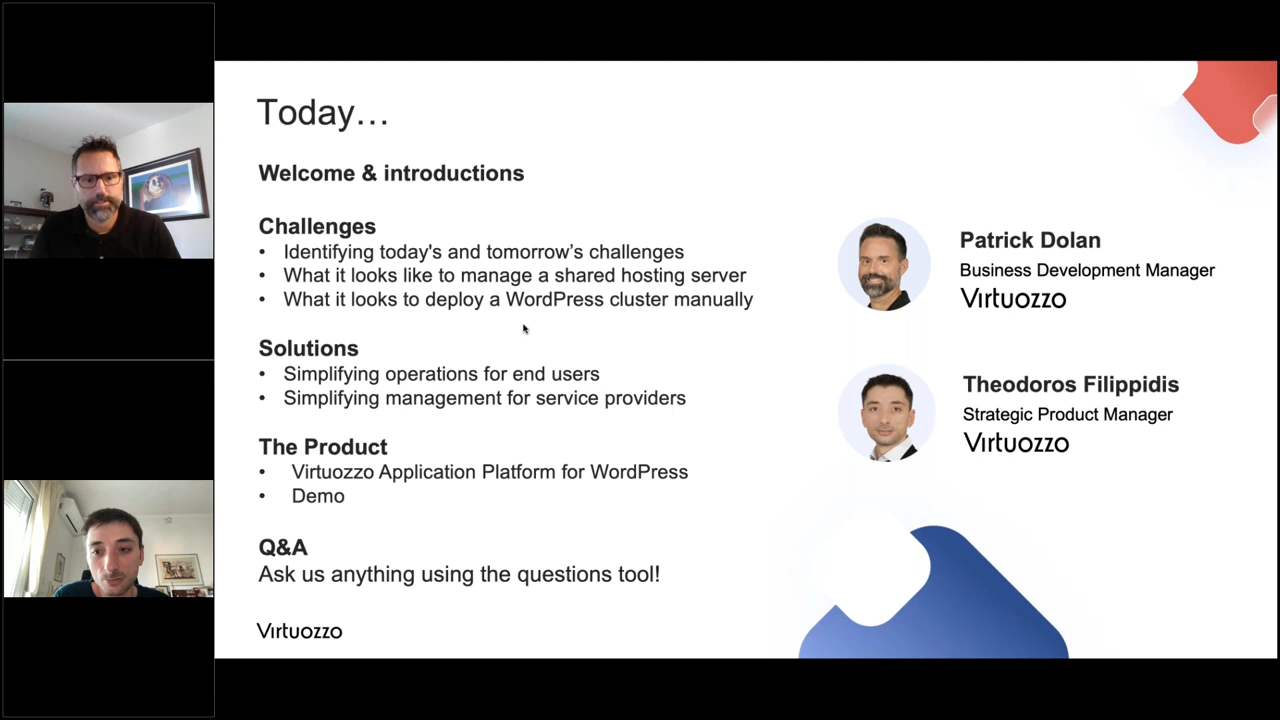 Today…
Welcome & introductions
Challenges
• Identifying today's and tomorrow’s challenges
• What it looks like to manage a shared hosting server
• What it looks to deploy a WordPress cluster manually
Solutions
• Simplifying operations for end users
• Simplifying management for service providers
The Product
• Virtuozzo Application Platform for WordPress
• Demo
Q&A
Ask us anything using the questions tool!
Virtuozzo
Patrick Dolan
Business Development Manager
Virtuozzo
Theodoros Filippidis
Strategic Product Manager
Virtuozzo